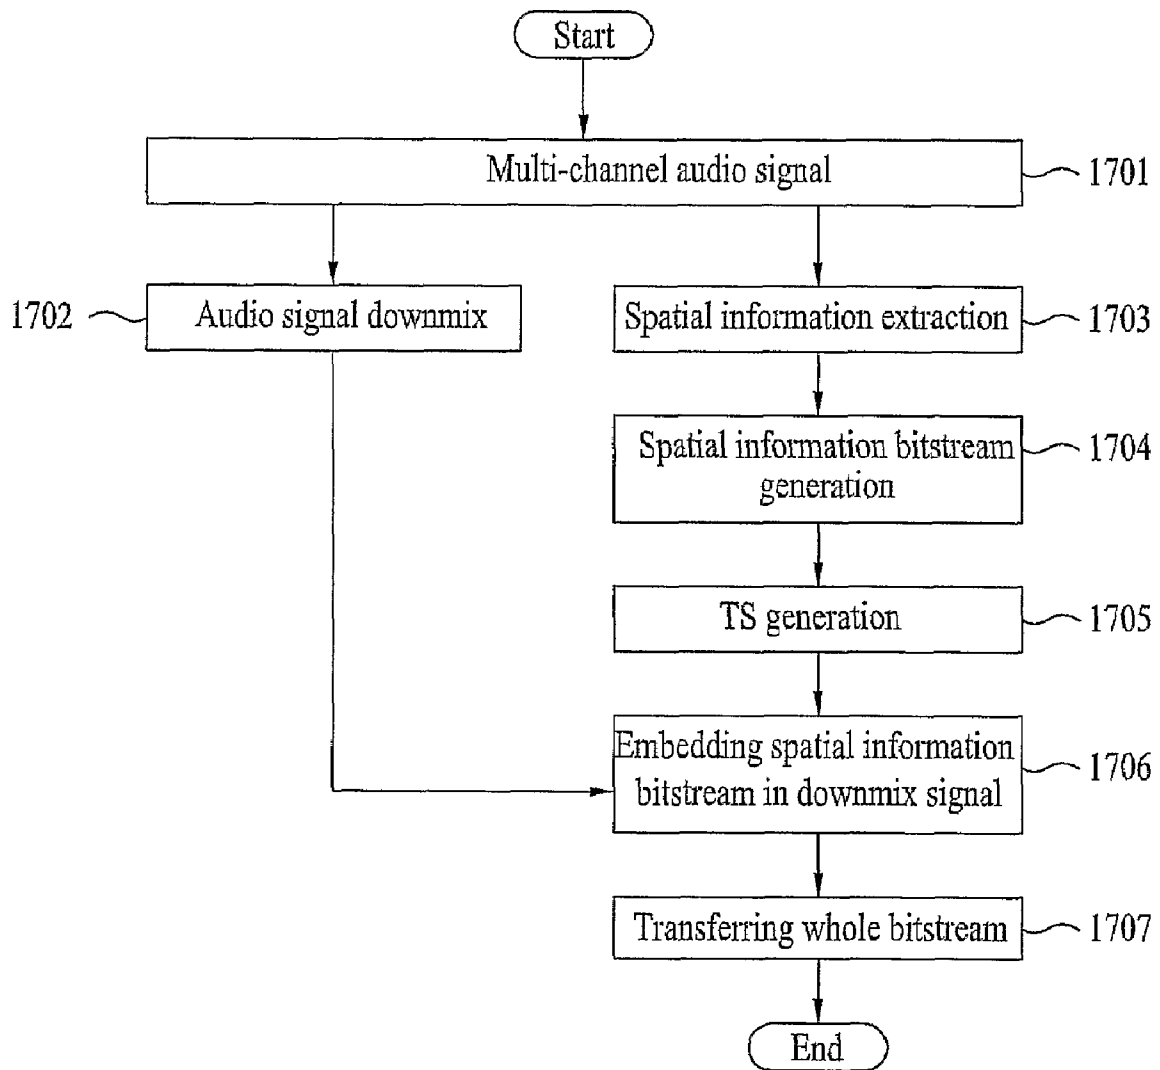 Start
Multi-channel audio signal
1701
1702
Audio signal downmix
Spatial information extraction
1703
Spatial information bitstream
generation
1704
TS generation
1705
Embedding spatial information
bitstream in downmix signal
1706
Transferring whole bitstream
1707
End